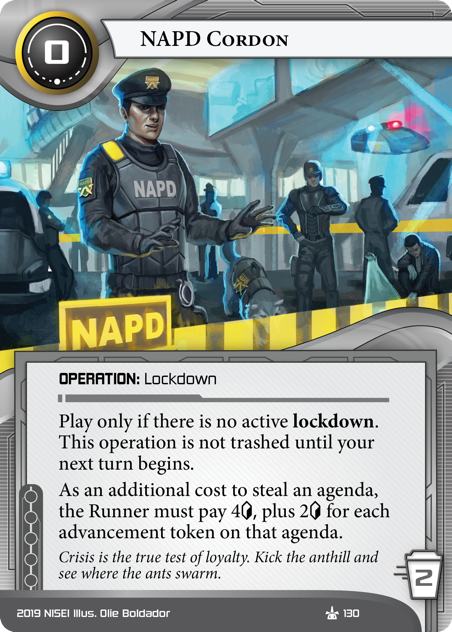 0
NAPD Cordon
NAPD
NAPD
OPERATION: Lockdown
Play only if there is no active lockdown.
This operation is not trashed until your
next turn begins.
As an additional cost to steal an agenda,
the Runner must pay 4, plus 2 for each
advancement token on that agenda.
Crisis is the true test of loyalty. Kick the anthill and
see where the ants swarm.
2
2019 NISEI Illus. Olie Boldador
130